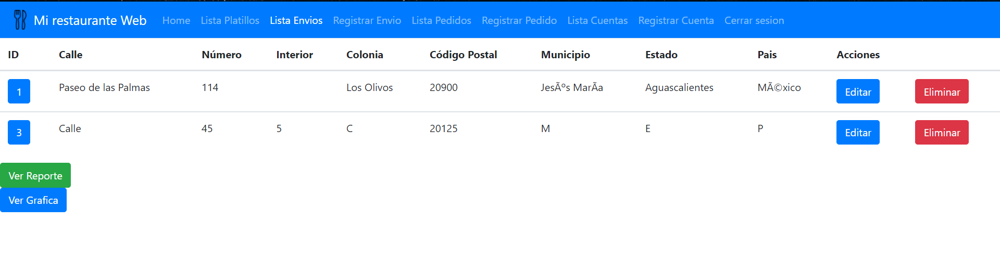 Mi restaurante Web Home Lista Platillos Lista Envios Registrar Envio Lista Pedidos Registrar Pedido Lista Cuentas Registrar Cuenta Cerrar sesion
ID Calle Número Interior Colonia Código Postal Municipio Estado Pais Acciones
1 Paseo de las Palmas 114 Los Olivos 20900 JesÃºs MarÃa Aguascalientes MÃ©xico Editar Eliminar
3 Calle 45 5 C 20125 M E P Editar Eliminar
Ver Reporte
Ver Grafica